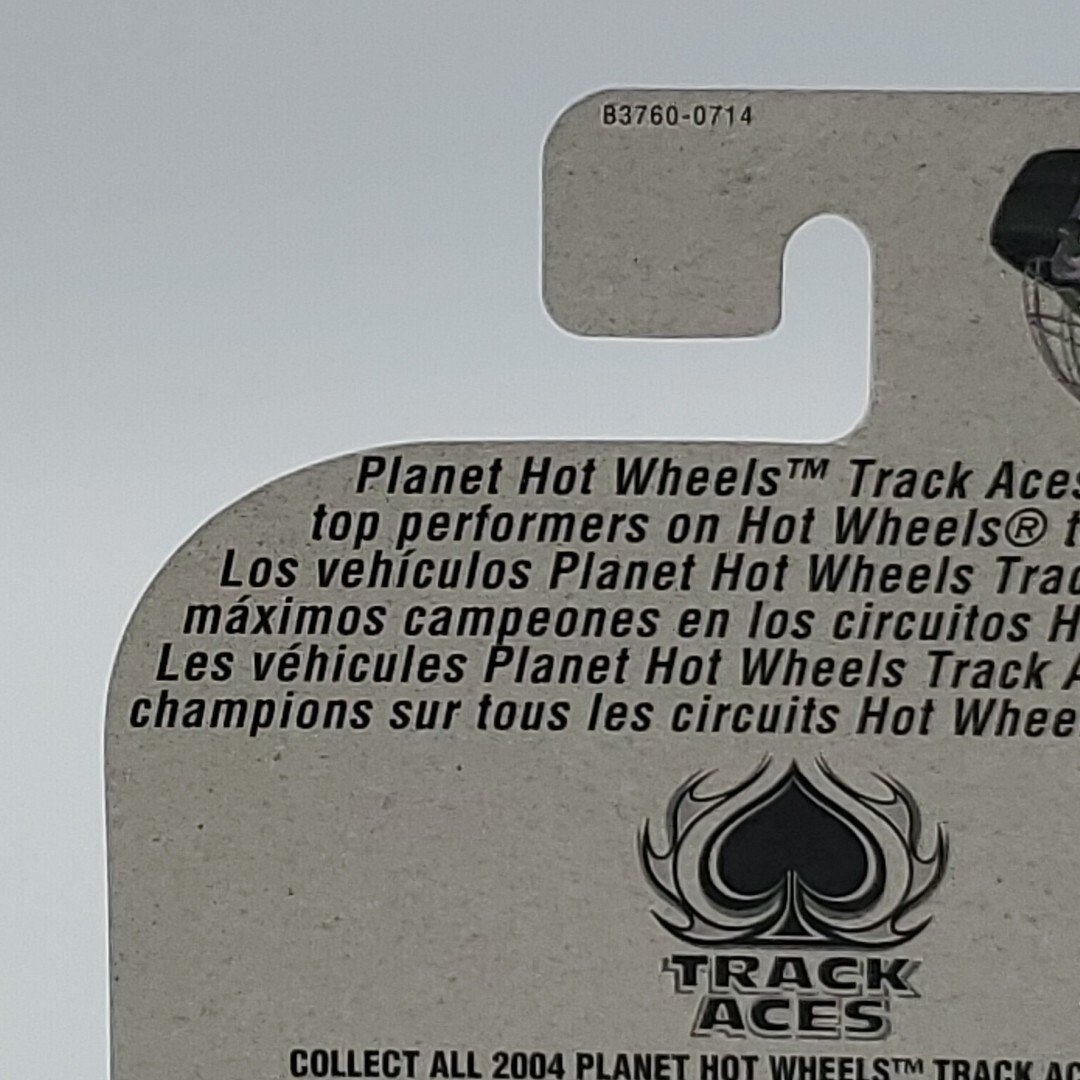 B3760-0714
Planet Hot Wheels™ Track Aces
top performers on Hot Wheels®
Los vehículos Planet Hot Wheels
máximos campeones en los circuitos
Les véhicules Planet Hot Wheels Track
champions sur tous les circuits Hot
TRACK
ACES
COLLECT ALL 2004 PLANET HOT WHEELS™ TRACK